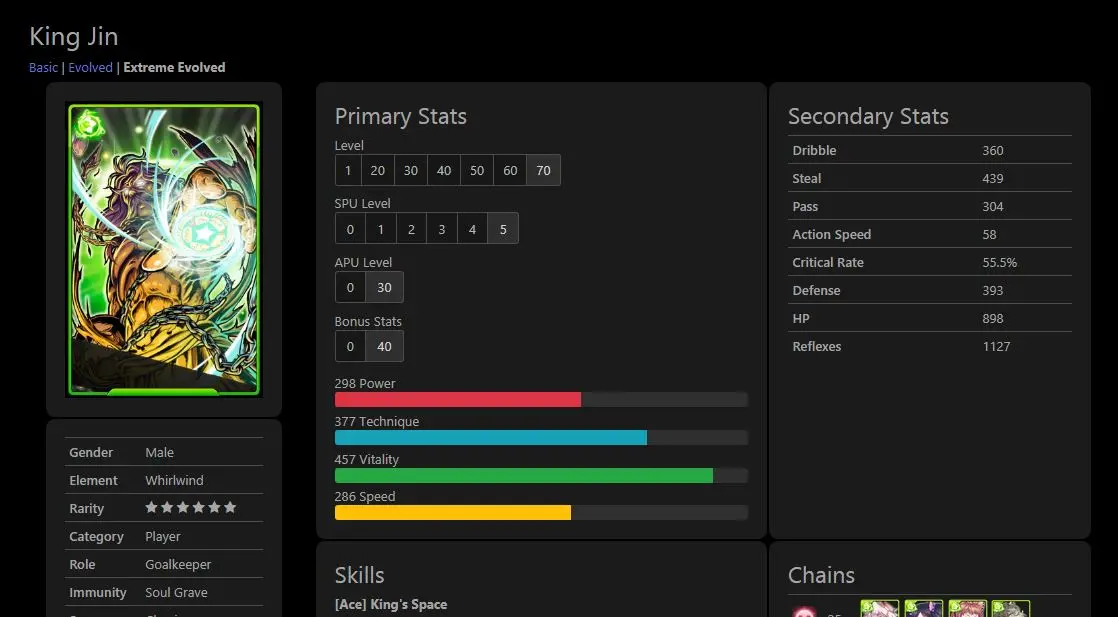 King Jin
Basic | Evolved | Extreme Evolved
Primary Stats
Level
1 20 30 40 50 60 70
SPU Level
0 1 2 3 4 5
APU Level
0 30
Bonus Stats
0 40
298 Power
377 Technique
457 Vitality
286 Speed
Secondary Stats
Dribble 360
Steal 439
Pass 304
Action Speed 58
Critical Rate 55.5%
Defense 393
HP 898
Reflexes 1127
Gender Male
Element Whirlwind
Rarity ★★★★★★
Category Player
Role Goalkeeper
Immunity Soul Grave
Skills
[Ace] King's Space
Chains